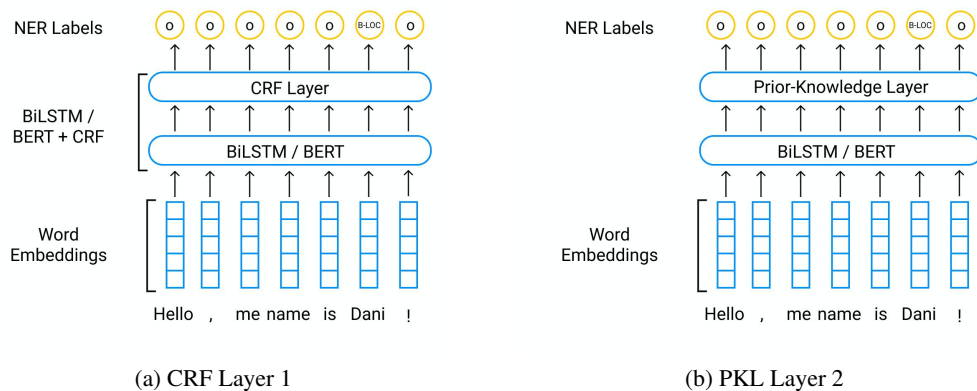 NER Labels
o o o o o B-LOC o
CRF Layer
BiLSTM /
BERT + CRF
BiLSTM / BERT
Word
Embeddings
Hello , me name is Dani !
(a) CRF Layer 1
NER Labels
o o o o o B-LOC o
Prior-Knowledge Layer
BiLSTM / BERT
Word
Embeddings
Hello , me name is Dani !
(b) PKL Layer 2